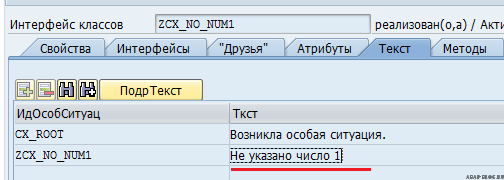 Интерфейс классов ZCX_NO_NUM1 реализован(о,а) / Акти
Свойства Интерфейсы "Друзья" Атрибуты Текст Методы
ПодрТекст
ИдОсобСитуац Ткст
CX_ROOT Возникла особая ситуация.
ZCX_NO_NUM1 Не указано число 1